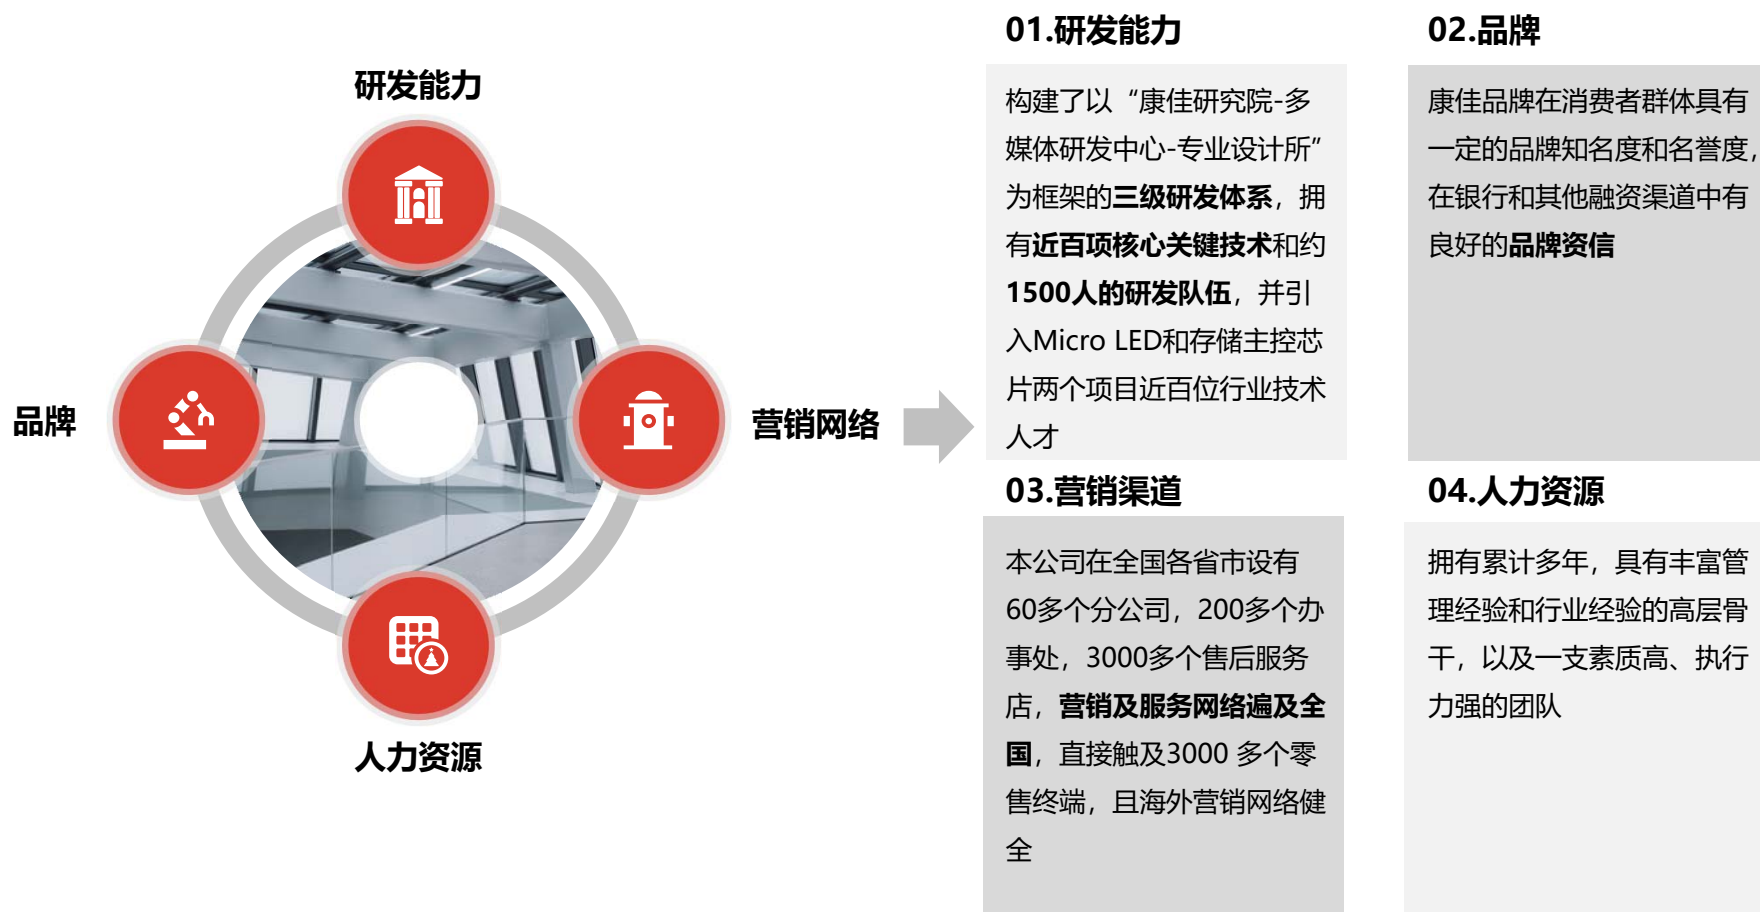 研发能力
品牌
营销网络
人力资源
01.研发能力
构建了以“康佳研究院-多
媒体研发中心-专业设计所”
为框架的三级研发体系，拥
有近百项核心关键技术和约
1500人的研发队伍，并引
入Micro LED和存储主控芯
片两个项目近百位行业技术
人才
02.品牌
康佳品牌在消费者群体具有
一定的品牌知名度和名誉度，
在银行和其他融资渠道中有
良好的品牌资信
03.营销渠道
本公司在全国各省市设有
60多个分公司，200多个办
事处，3000多个售后服务
店，营销及服务网络遍及全
国，直接触及3000 多个零
售终端，且海外营销网络健
全
04.人力资源
拥有累计多年，具有丰富管
理经验和行业经验的高层骨
干，以及一支素质高、执行
力强的团队